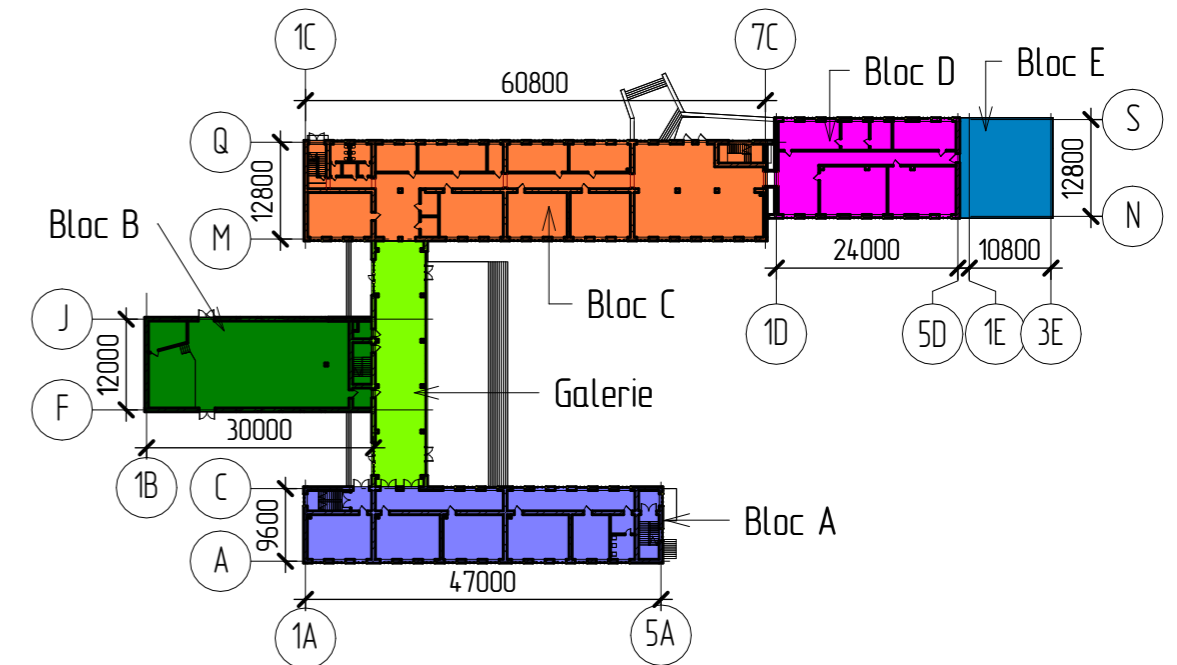 1C
7C
60800
Bloc D
Bloc E
Q
S
12800
12800
M
N
Bloc B
24000
10800
Bloc C
J
1D
5D
1E
3E
12000
F
Galerie
30000
1B
C
9600
Bloc A
A
47000
1A
5A